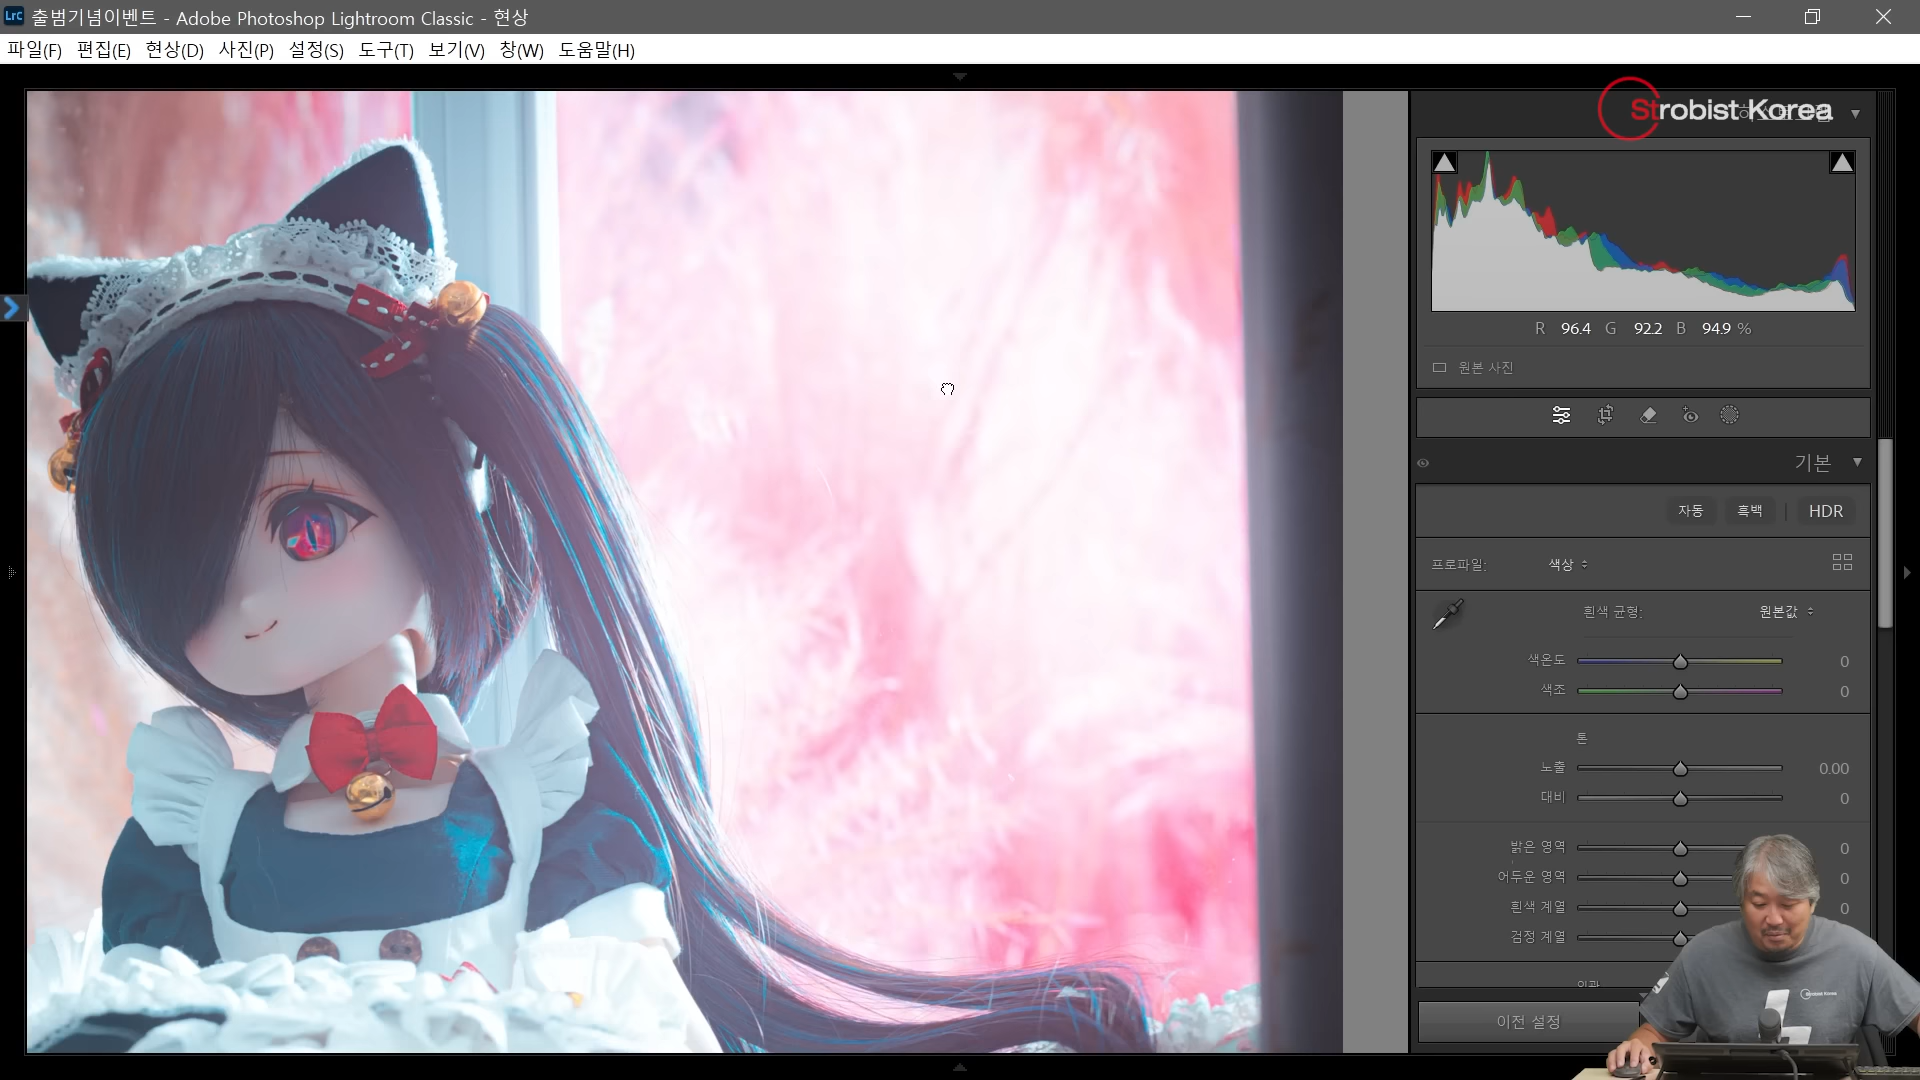 LrC 출범기념이벤트 - Adobe Photoshop Lightroom Classic - 현상
파일(F) 편집(E) 현상(D) 사진(P) 설정(S) 도구(T) 보기(V) 창(W) 도움말(H)
Strobist Korea
R 96.4 G 92.2 B 94.9 %
원본 사진
기본
자동 흑백 HDR
프로파일: 색상
흰색 균형: 원본값
색온도 0
색조 0
톤
노출 0.00
대비 0
밝은 영역 0
어두운 영역 0
흰색 계열 0
검정 계열
이전 설정